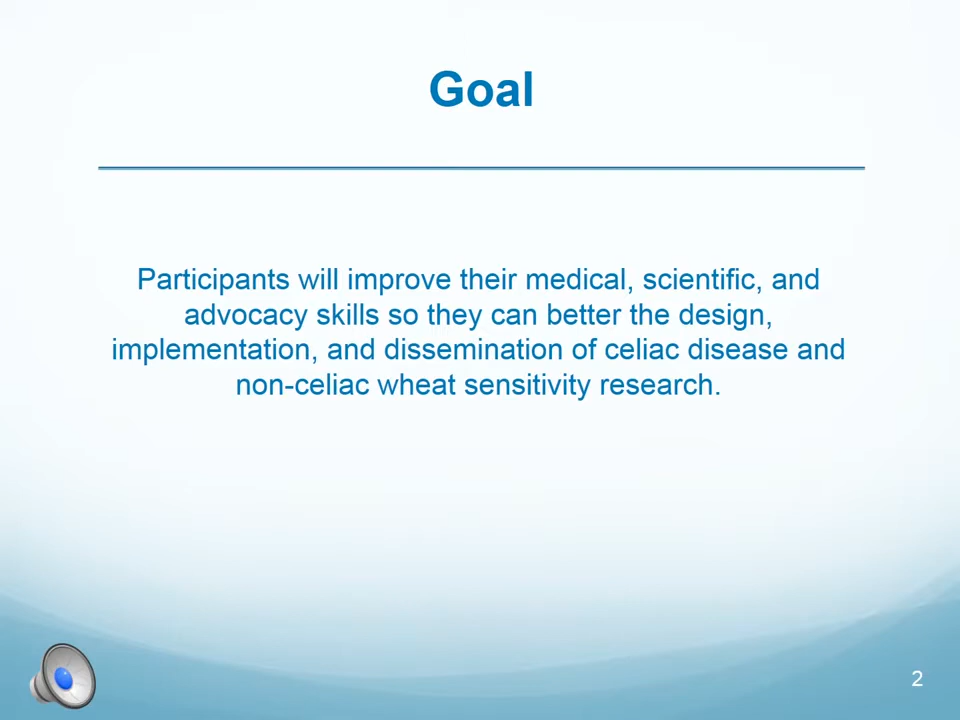 Goal
Participants will improve their medical, scientific, and
advocacy skills so they can better the design,
implementation, and dissemination of celiac disease and
non-celiac wheat sensitivity research.
2